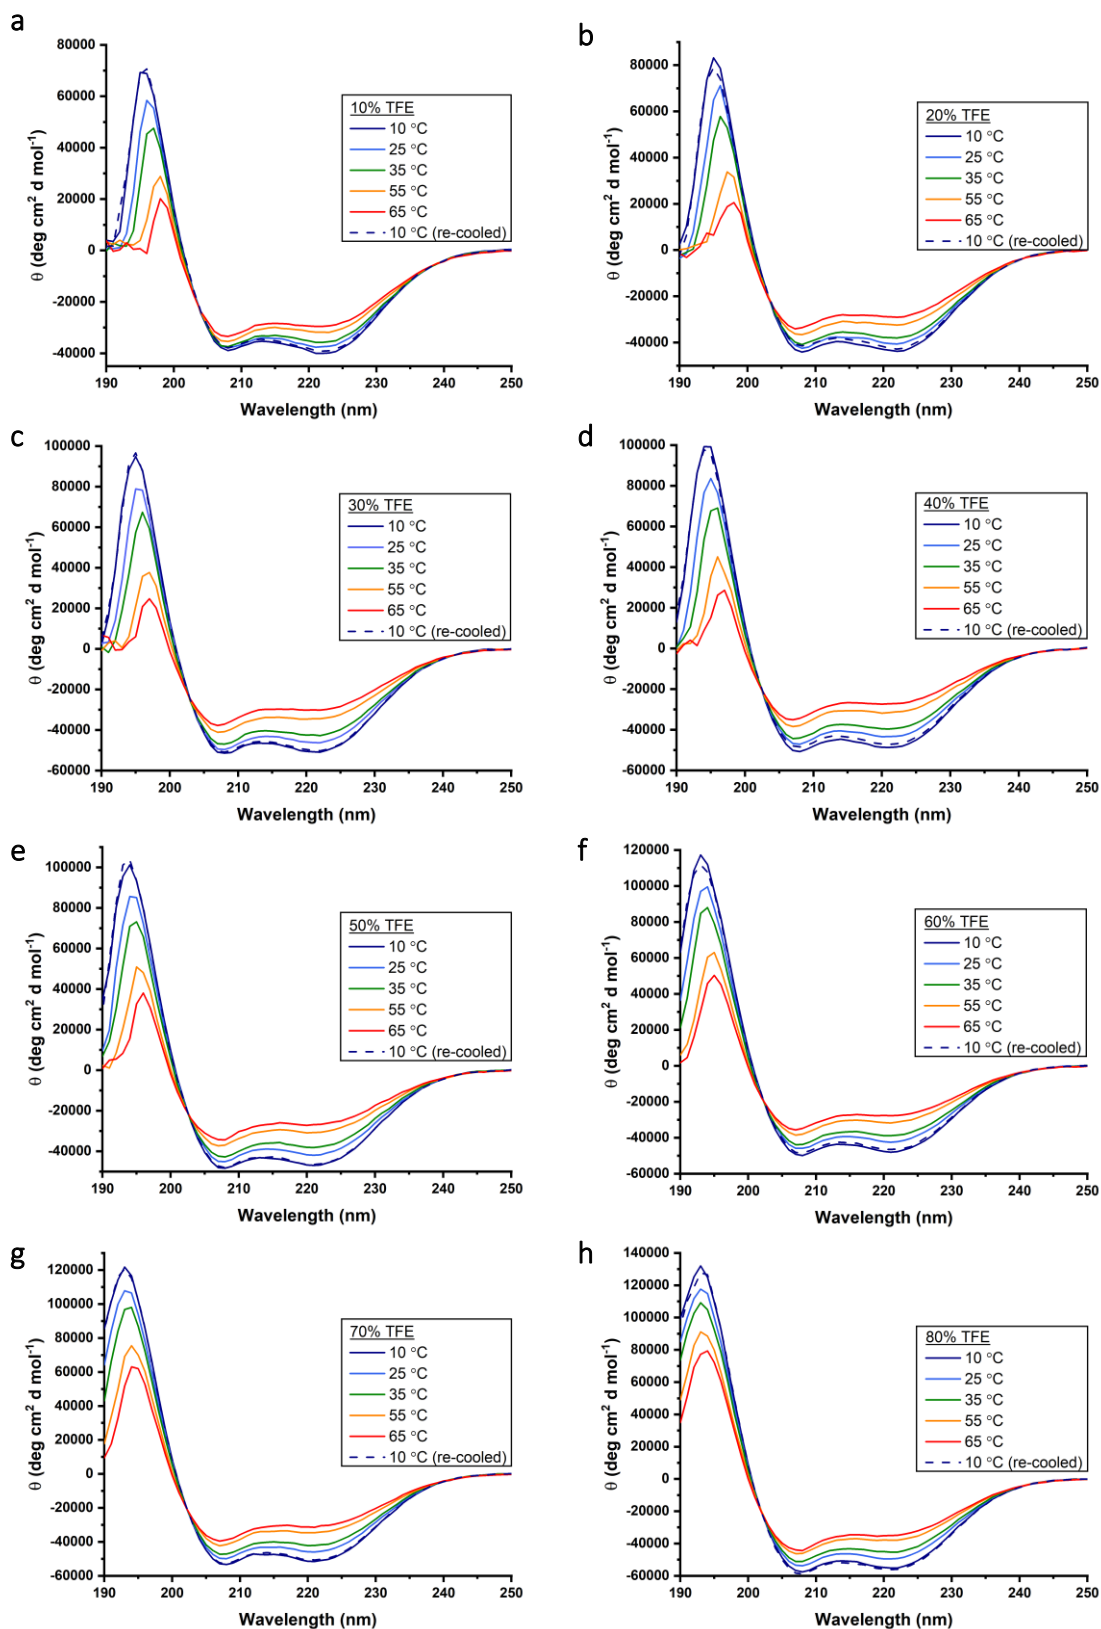 a
80000
60000
40000
20000
0
-20000
-40000
190 200 210 220 230 240 250
θ (deg cm² d mol⁻¹)
Wavelength (nm)
10% TFE
10 °C
25 °C
35 °C
55 °C
65 °C
10 °C (re-cooled)
b
80000
60000
40000
20000
0
-20000
-40000
190 200 210 220 230 240 250
θ (deg cm² d mol⁻¹)
Wavelength (nm)
20% TFE
10 °C
25 °C
35 °C
55 °C
65 °C
10 °C (re-cooled)
c
100000
80000
60000
40000
20000
0
-20000
-40000
-60000
190 200 210 220 230 240 250
θ (deg cm² d mol⁻¹)
Wavelength (nm)
30% TFE
10 °C
25 °C
35 °C
55 °C
65 °C
10 °C (re-cooled)
d
100000
80000
60000
40000
20000
0
-20000
-40000
-60000
190 200 210 220 230 240 250
θ (deg cm² d mol⁻¹)
Wavelength (nm)
40% TFE
10 °C
25 °C
35 °C
55 °C
65 °C
10 °C (re-cooled)
e
100000
80000
60000
40000
20000
0
-20000
-40000
190 200 210 220 230 240 250
θ (deg cm² d mol⁻¹)
Wavelength (nm)
50% TFE
10 °C
25 °C
35 °C
55 °C
65 °C
10 °C (re-cooled)
f
120000
100000
80000
60000
40000
20000
0
-20000
-40000
-60000
190 200 210 220 230 240 250
θ (deg cm² d mol⁻¹)
Wavelength (nm)
60% TFE
10 °C
25 °C
35 °C
55 °C
65 °C
10 °C (re-cooled)
g
120000
100000
80000
60000
40000
20000
0
-20000
-40000
-60000
190 200 210 220 230 240 250
θ (deg cm² d mol⁻¹)
Wavelength (nm)
70% TFE
10 °C
25 °C
35 °C
55 °C
65 °C
10 °C (re-cooled)
h
140000
120000
100000
80000
60000
40000
20000
0
-20000
-40000
-60000
190 200 210 220 230 240 250
θ (deg cm² d mol⁻¹)
Wavelength (nm)
80% TFE
10 °C
25 °C
35 °C
55 °C
65 °C
10 °C (re-cooled)